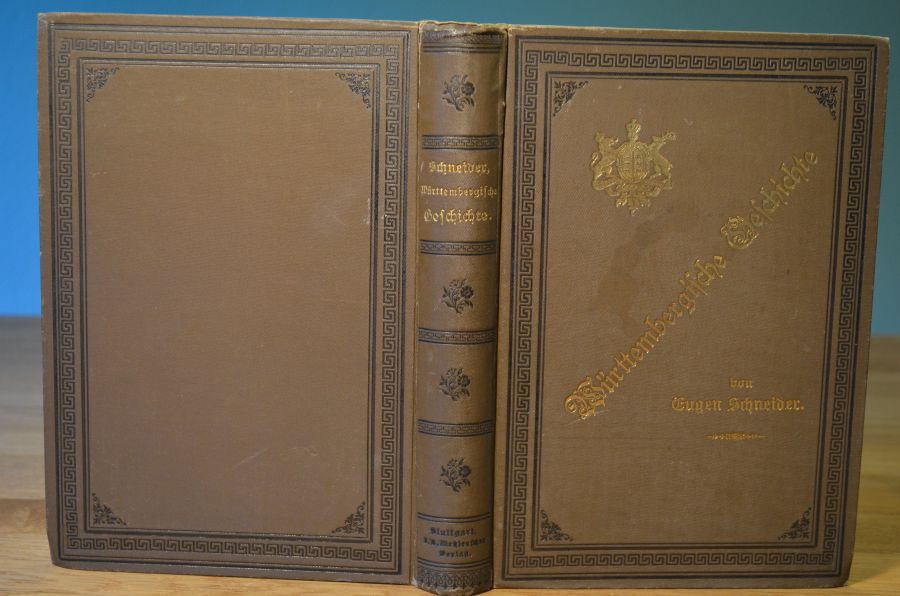 Schneider,
Württembergische
Geschichte.
Stuttgart.
J. B. Metzlerscher
Verlag.
Württembergische Geschichte
von
Eugen Schneider.